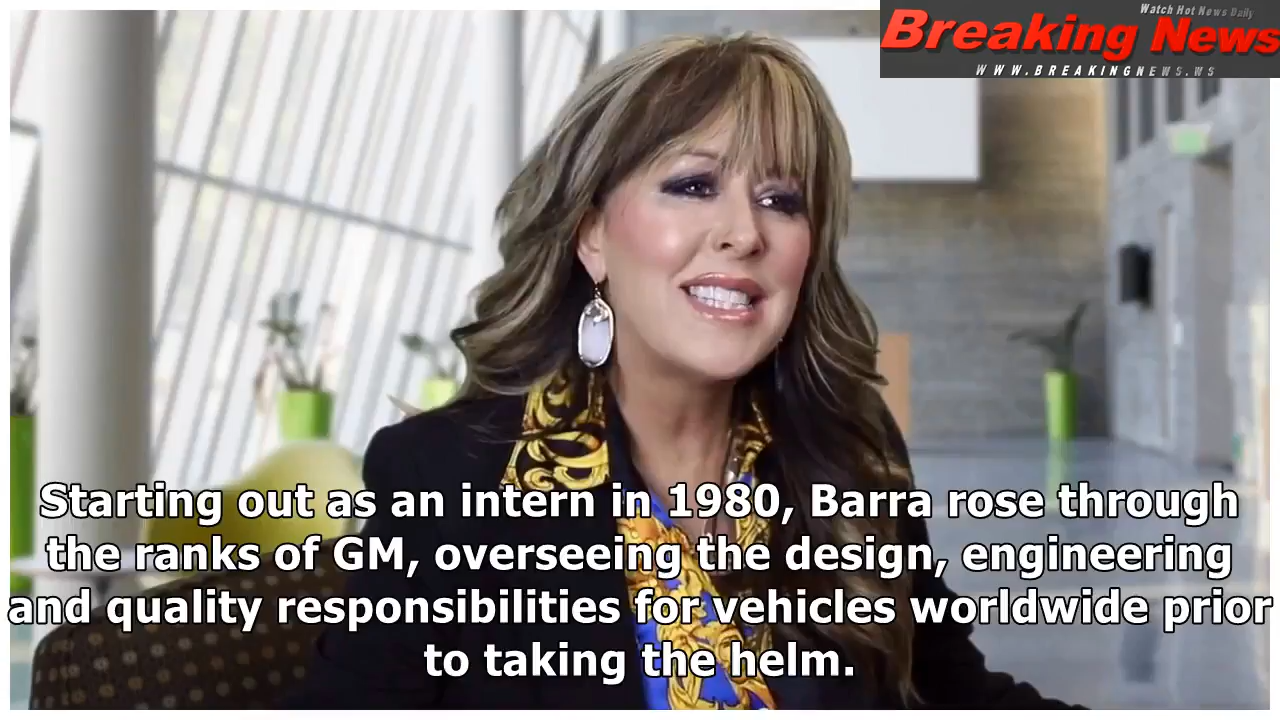 Watch Hot News Daily
Breaking News
WWW.BREAKINGNEWS.WS
Starting out as an intern in 1980, Barra rose through
the ranks of GM, overseeing the design, engineering
and quality responsibilities for vehicles worldwide prior
to taking the helm.